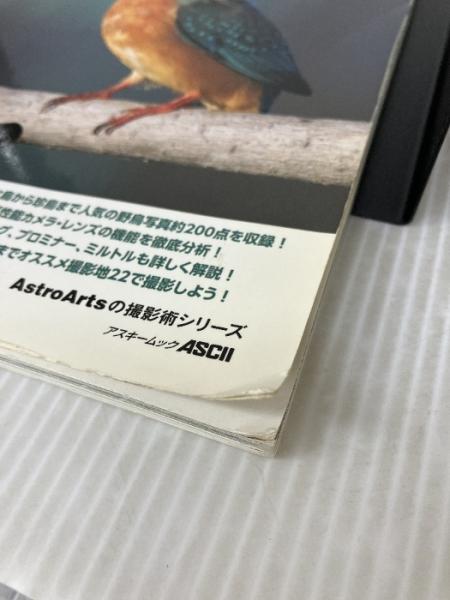 鳥から珍鳥まで人気の野鳥写真約200点を収録！
性能カメラ・レンズの機能を徹底分析！
グ、プロミナー、ミルトルも詳しく解説！
までオススメ撮影地22で撮影しよう！
AstroArtsの撮影術シリーズ
アスキームック ASCII